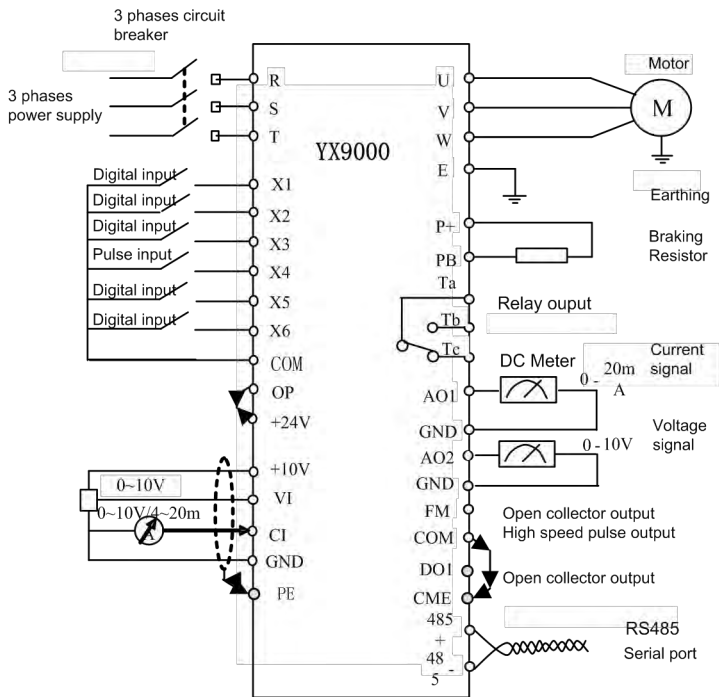 3 phases circuit
breaker
3 phases
power supply
R
S
T
YX9000
Digital input
X1
Digital input
X2
Digital input
X3
Pulse input
X4
Digital input
X5
Digital input
X6
COM
OP
+24V
+10V
0~10V
VI
0~10V/4~20m
A
CI
GND
PE
U
V
W
E
Motor
M
Earthing
P+
PB
Braking
Resistor
Ta
Relay ouput
Tb
Tc
DC Meter
Current
signal
0 - 20m
A
AO1
GND
Voltage
signal
0 - 10V
AO2
GND
FM
Open collector output
High speed pulse output
COM
DO1
Open collector output
CME
485
+
48
5 -
RS485
Serial port